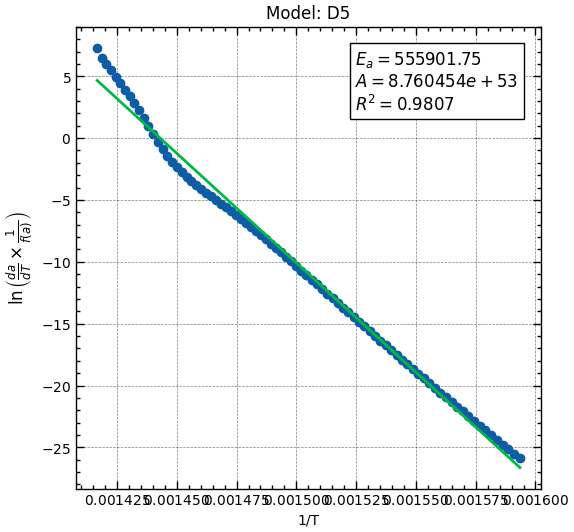 Model: D5
E_a = 555901.75
A = 8.760454e + 53
R^2 = 0.9807
ln(da/dT × 1/f(a))
5
0
−5
−10
−15
−20
−25
0.001425 0.001450 0.001475 0.001500 0.001525 0.001550 0.001575 0.001600
1/T